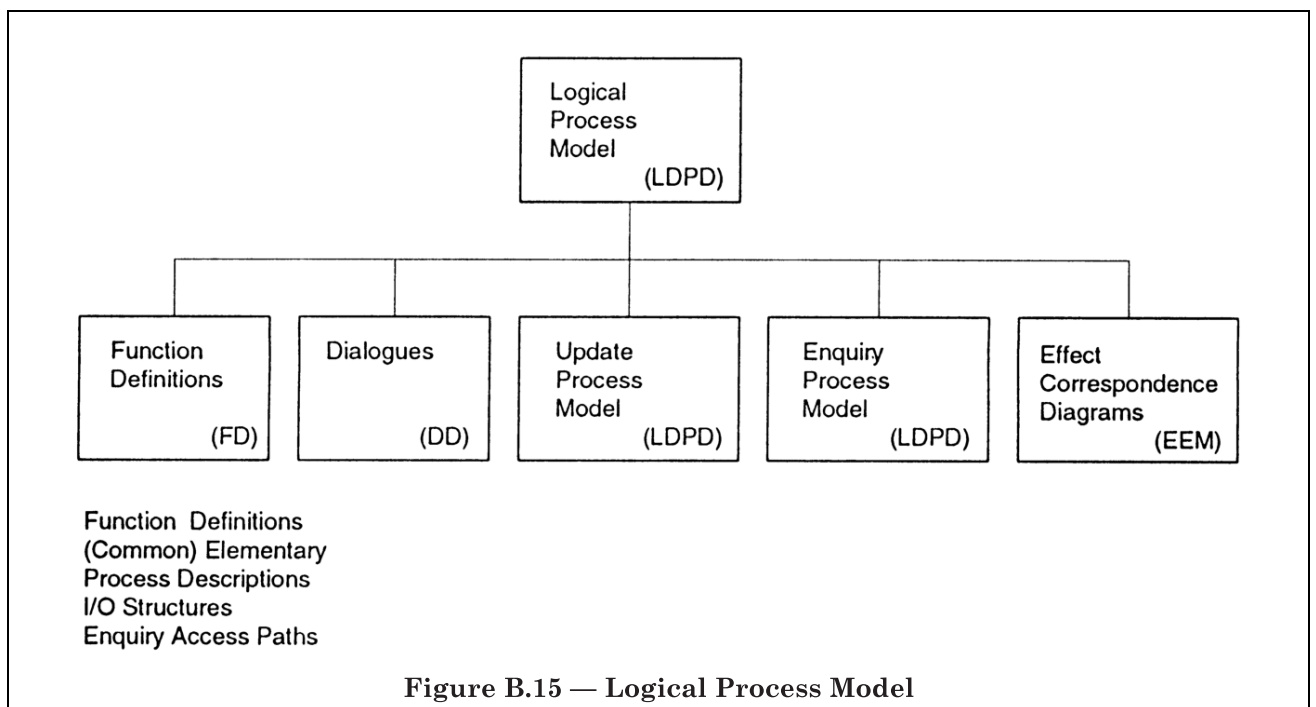 Logical
Process
Model
(LDPD)
Function
Definitions
(FD)
Dialogues
(DD)
Update
Process
Model
(LDPD)
Enquiry
Process
Model
(LDPD)
Effect
Correspondence
Diagrams
(EEM)
Function Definitions
(Common) Elementary
Process Descriptions
I/O Structures
Enquiry Access Paths
Figure B.15 — Logical Process Model